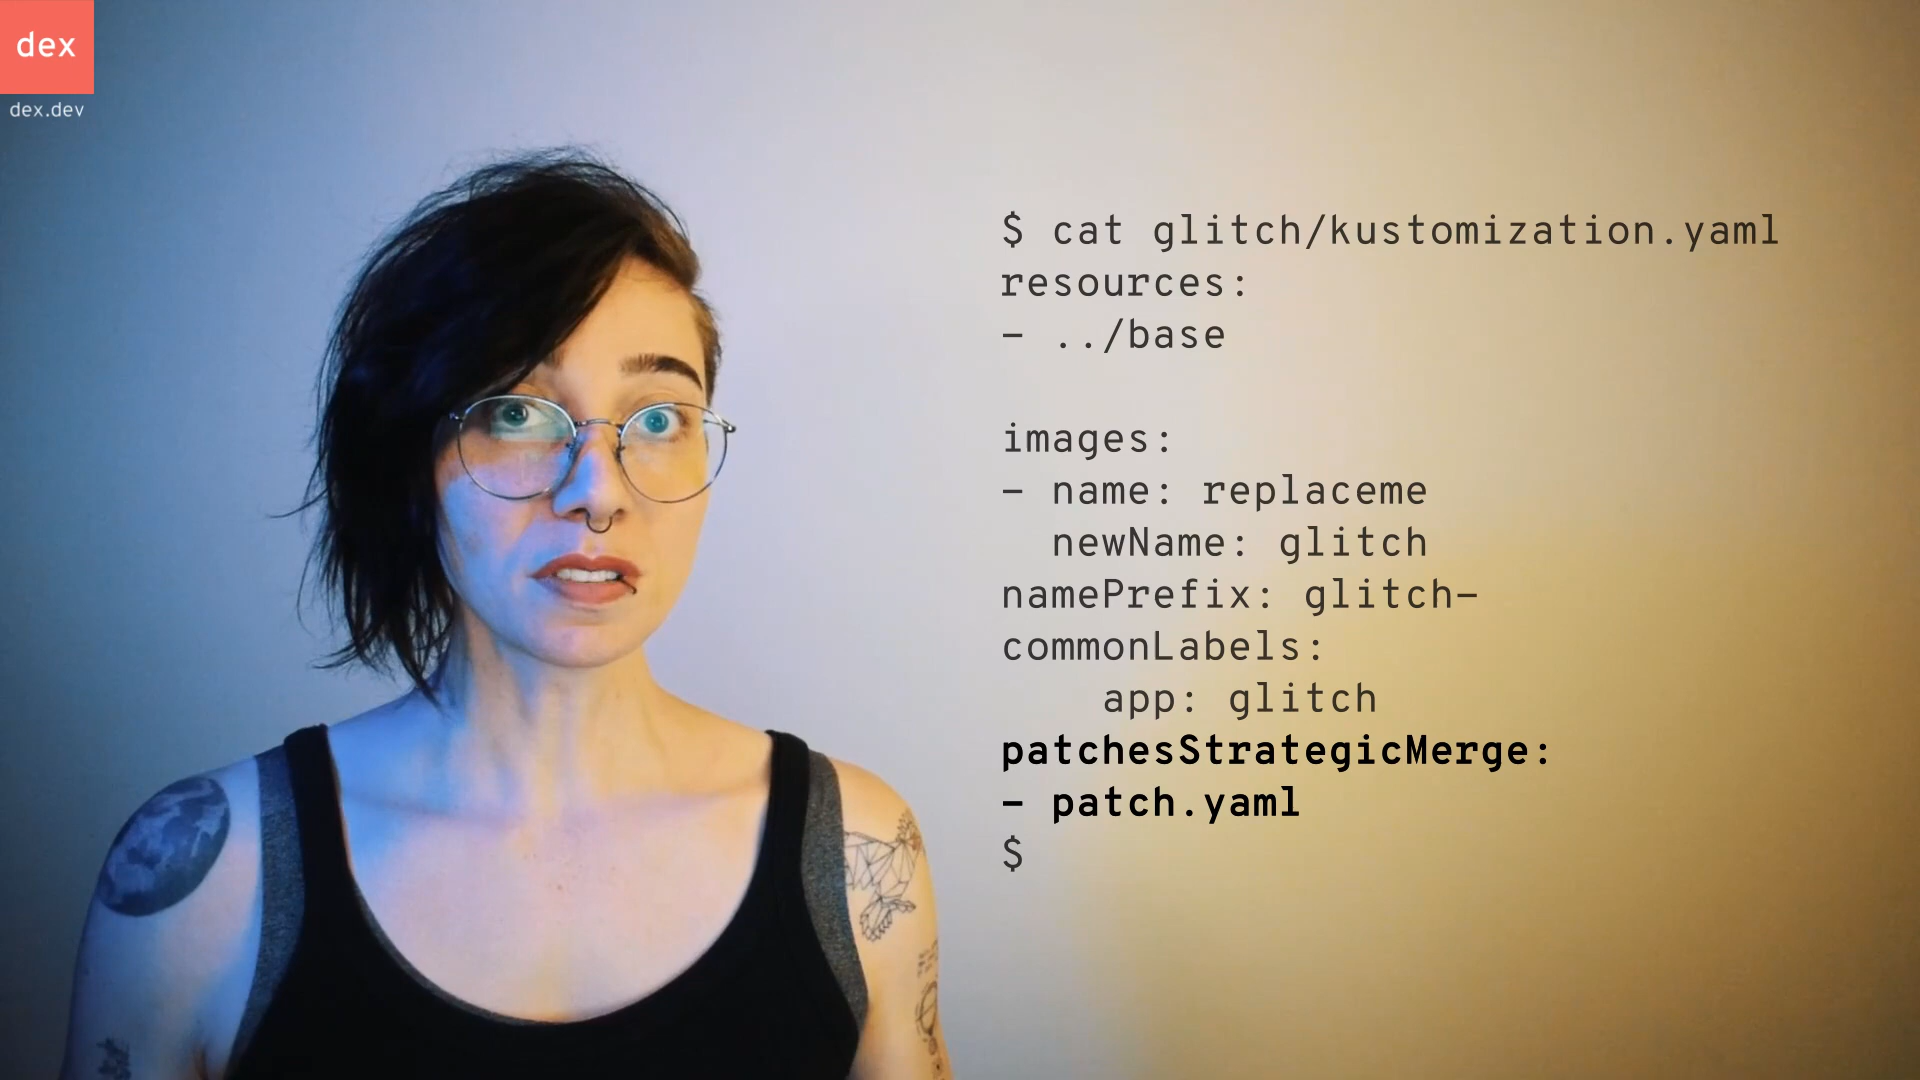 dex
dex.dev
$ cat glitch/kustomization.yaml
resources:
- ../base

images:
- name: replaceme
  newName: glitch
namePrefix: glitch-
commonLabels:
    app: glitch
patchesStrategicMerge:
- patch.yaml
$